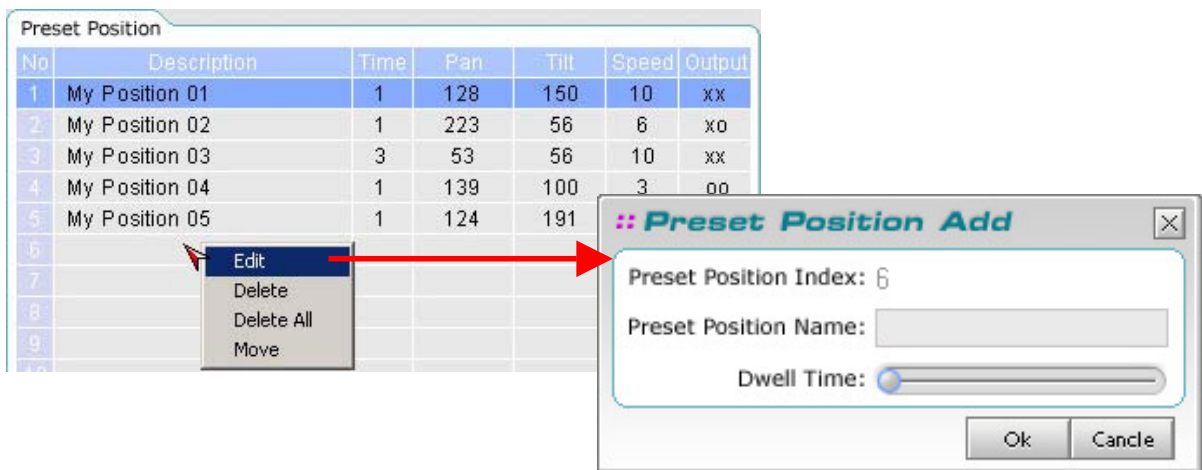 Preset Position
No Description Time Pan Tilt Speed Output
1 My Position 01 1 128 150 10 xx
2 My Position 02 1 223 56 6 xo
3 My Position 03 3 53 56 10 xx
4 My Position 04 1 139 100 3 oo
5 My Position 05 1 124 191
6
7
8
9
10
Edit
Delete
Delete All
Move
:: Preset Position Add
Preset Position Index: 6
Preset Position Name:
Dwell Time:
Ok Cancle